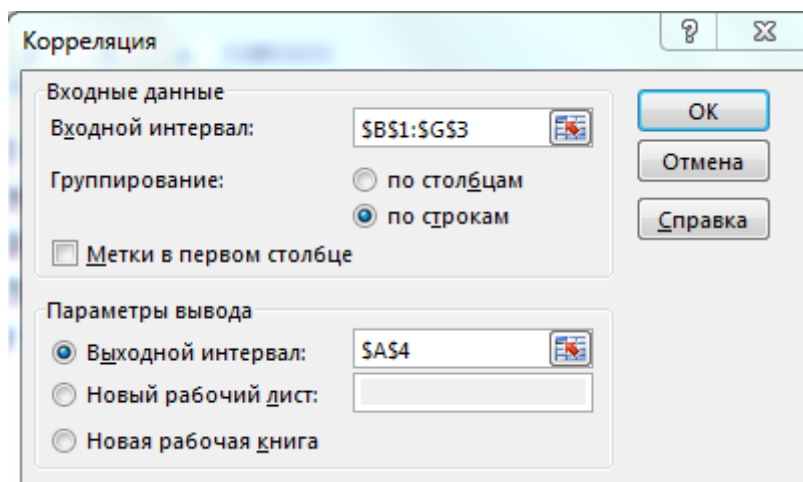 Корреляция
Входные данные
Входной интервал: $B$1:$G$3
Группирование: по столбцам
по строкам
Метки в первом столбце
Параметры вывода
Выходной интервал: $A$4
Новый рабочий лист:
Новая рабочая книга
ОК
Отмена
Справка